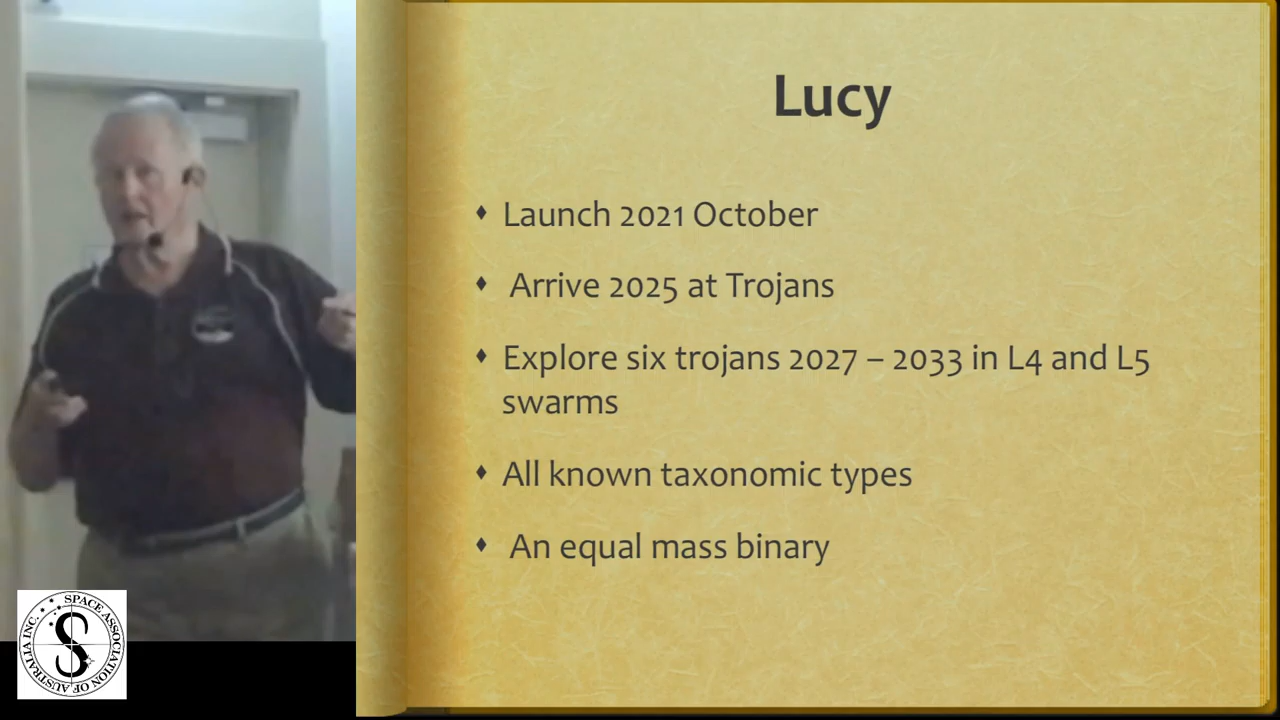 Lucy
Launch 2021 October
Arrive 2025 at Trojans
Explore six trojans 2027 – 2033 in L4 and L5
swarms
All known taxonomic types
An equal mass binary
SPACE ASSOCIATION OF AUSTRALIA INC.
S